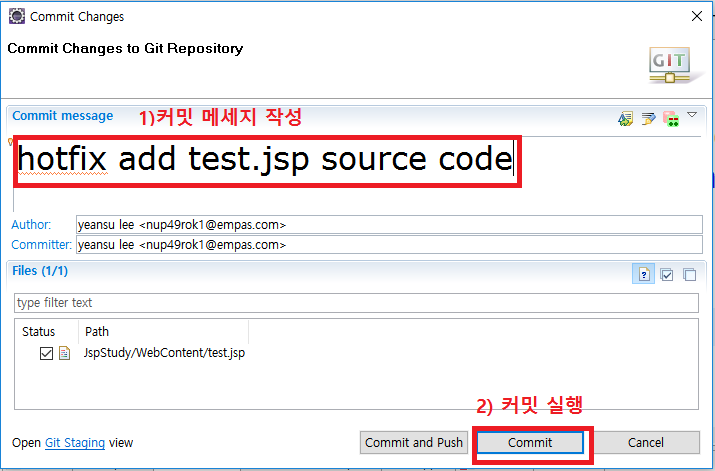 Commit Changes
Commit Changes to Git Repository
GIT
Commit message 1)커밋 메세지 작성
hotfix add test.jsp source code
Author: yeansu lee <nup49rok1@empas.com>
Committer: yeansu lee <nup49rok1@empas.com>
Files (1/1)
type filter text
Status Path
JspStudy/WebContent/test.jsp
2) 커밋 실행
Open Git Staging view Commit and Push Commit Cancel